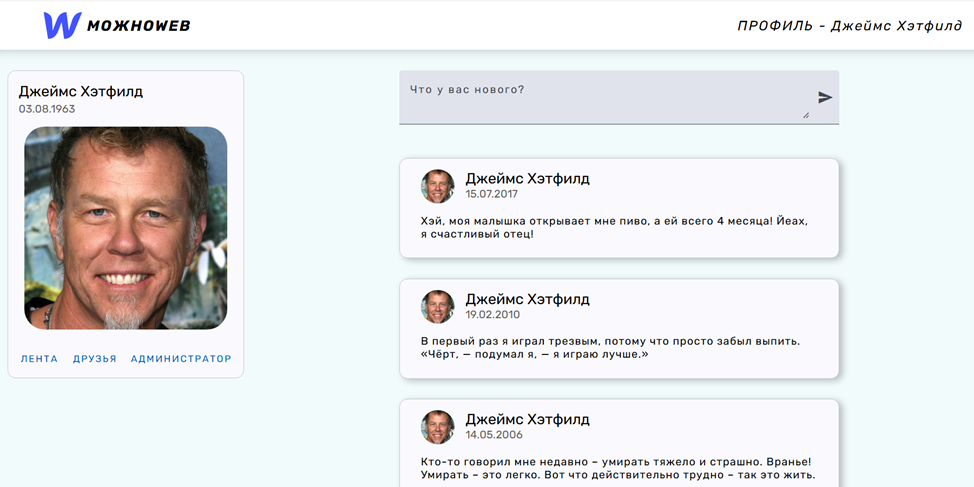 МОЖНОWEB
ПРОФИЛЬ - Джеймс Хэтфилд
Джеймс Хэтфилд
03.08.1963
ЛЕНТА ДРУЗЬЯ АДМИНИСТРАТОР
Что у вас нового?
Джеймс Хэтфилд
15.07.2017
Хэй, моя малышка открывает мне пиво, а ей всего 4 месяца! Йеах,
я счастливый отец!
Джеймс Хэтфилд
19.02.2010
В первый раз я играл трезвым, потому что просто забыл выпить.
«Чёрт, — подумал я, — я играю лучше.»
Джеймс Хэтфилд
14.05.2006
Кто-то говорил мне недавно – умирать тяжело и страшно. Вранье!
Умирать – это легко. Вот что действительно трудно – так это жить.